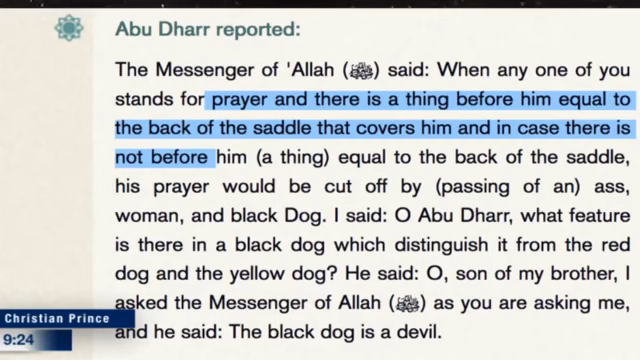 Abu Dharr reported:
The Messenger of 'Allah (ﷺ) said: When any one of you
stands for prayer and there is a thing before him equal to
the back of the saddle that covers him and in case there is
not before him (a thing) equal to the back of the saddle,
his prayer would be cut off by (passing of an) ass,
woman, and black Dog. I said: O Abu Dharr, what feature
is there in a black dog which distinguish it from the red
dog and the yellow dog? He said: O, son of my brother, I
asked the Messenger of Allah (ﷺ) as you are asking me,
and he said: The black dog is a devil.
Christian Prince
9:24